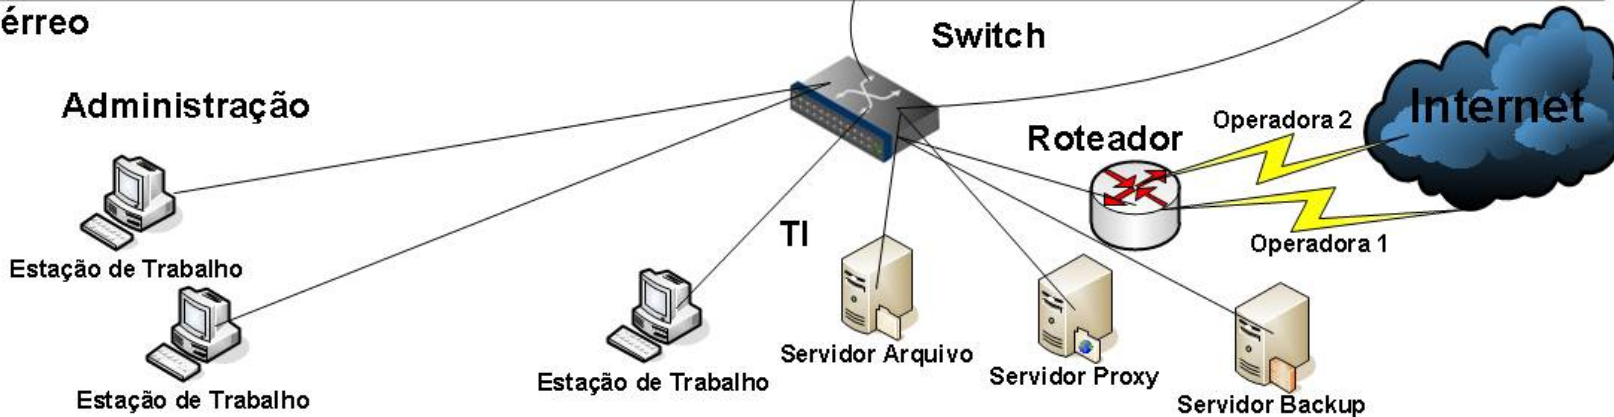 érreo
Switch
Administração
Internet
Operadora 2
Roteador
TI
Operadora 1
Estação de Trabalho
Servidor Arquivo
Servidor Proxy
Estação de Trabalho
Estação de Trabalho
Servidor Backup